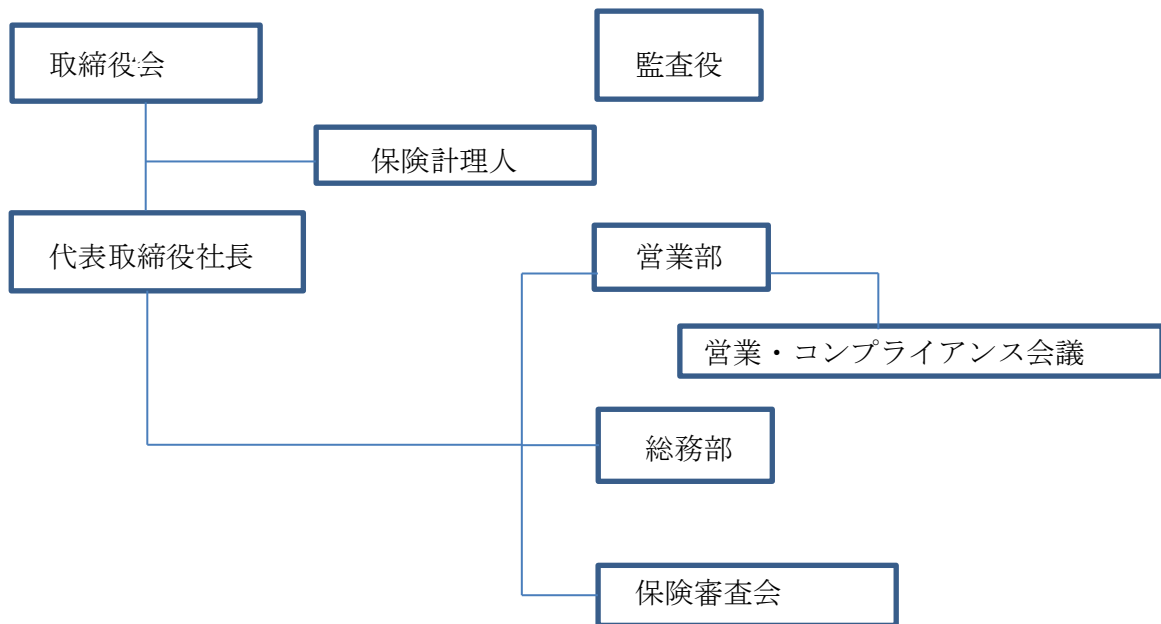 取締役会
監査役
保険計理人
代表取締役社長
営業部
営業・コンプライアンス会議
総務部
保険審査会